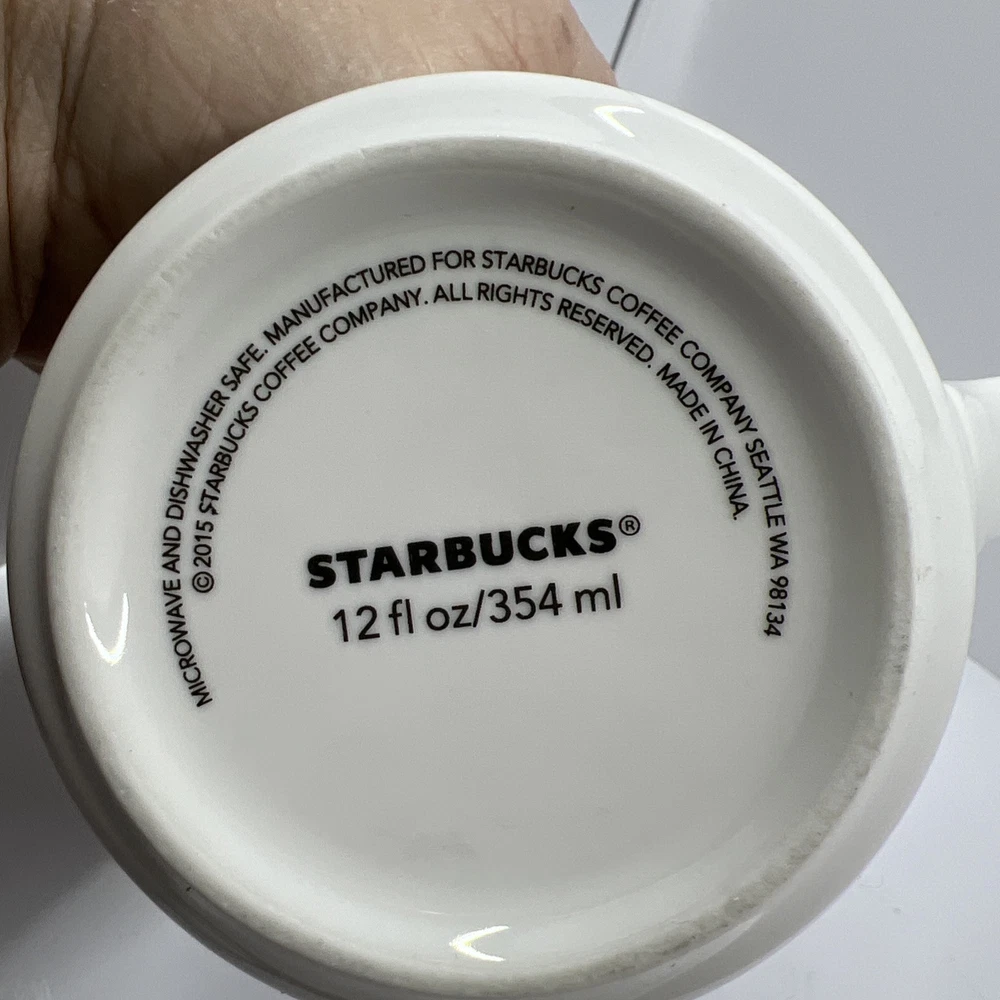 MICROWAVE AND DISHWASHER SAFE. MANUFACTURED FOR STARBUCKS COFFEE COMPANY SEATTLE WA 98134
©2015 STARBUCKS COFFEE COMPANY. ALL RIGHTS RESERVED. MADE IN CHINA.
STARBUCKS®
12 fl oz/354 ml